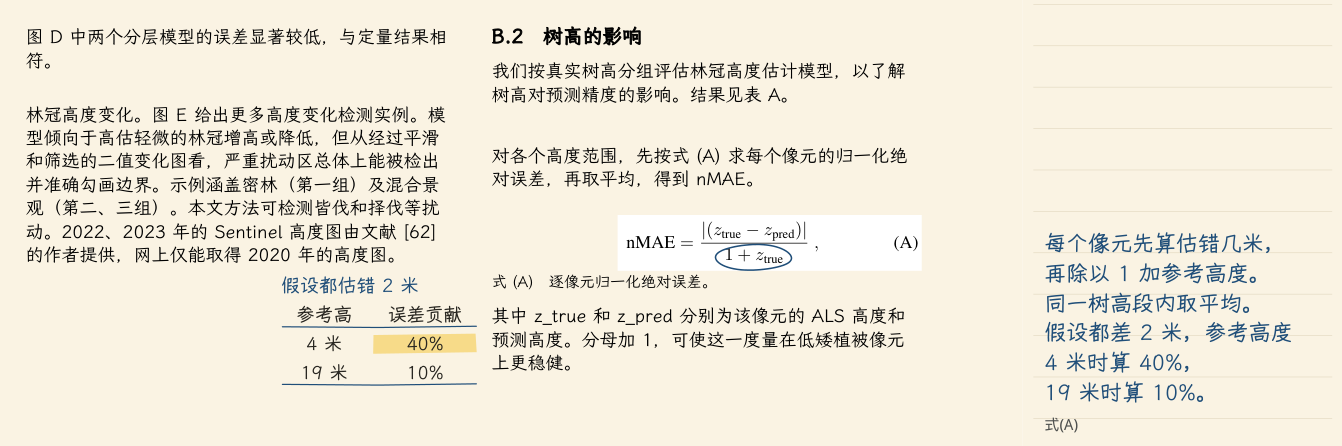 图 D 中两个分层模型的误差显著较低，与定量结果相
符。
林冠高度变化。图 E 给出更多高度变化检测实例。模
型倾向于高估轻微的林冠增高或降低，但从经过平滑
和筛选的二值变化图看，严重扰动区总体上能被检出
并准确勾画边界。示例涵盖密林（第一组）及混合景
观（第二、三组）。本文方法可检测皆伐和择伐等扰
动。2022、2023 年的 Sentinel 高度图由文献 [62]
的作者提供，网上仅能取得 2020 年的高度图。
假设都估错 2 米
参考高 误差贡献
4 米 40%
19 米 10%
B.2 树高的影响
我们按真实树高分组评估林冠高度估计模型，以了解
树高对预测精度的影响。结果见表 A。
对各个高度范围，先按式 (A) 求每个像元的归一化绝
对误差，再取平均，得到 nMAE。
nMAE = |(z_true − z_pred)| / (1 + z_true) , (A)
式 (A) 逐像元归一化绝对误差。
其中 z_true 和 z_pred 分别为该像元的 ALS 高度和
预测高度。分母加 1，可使这一度量在低矮植被像元
上更稳健。
每个像元先算估错几米，
再除以 1 加参考高度。
同一树高段内取平均。
假设都差 2 米，参考高度
4 米时算 40%，
19 米时算 10%。
式(A)